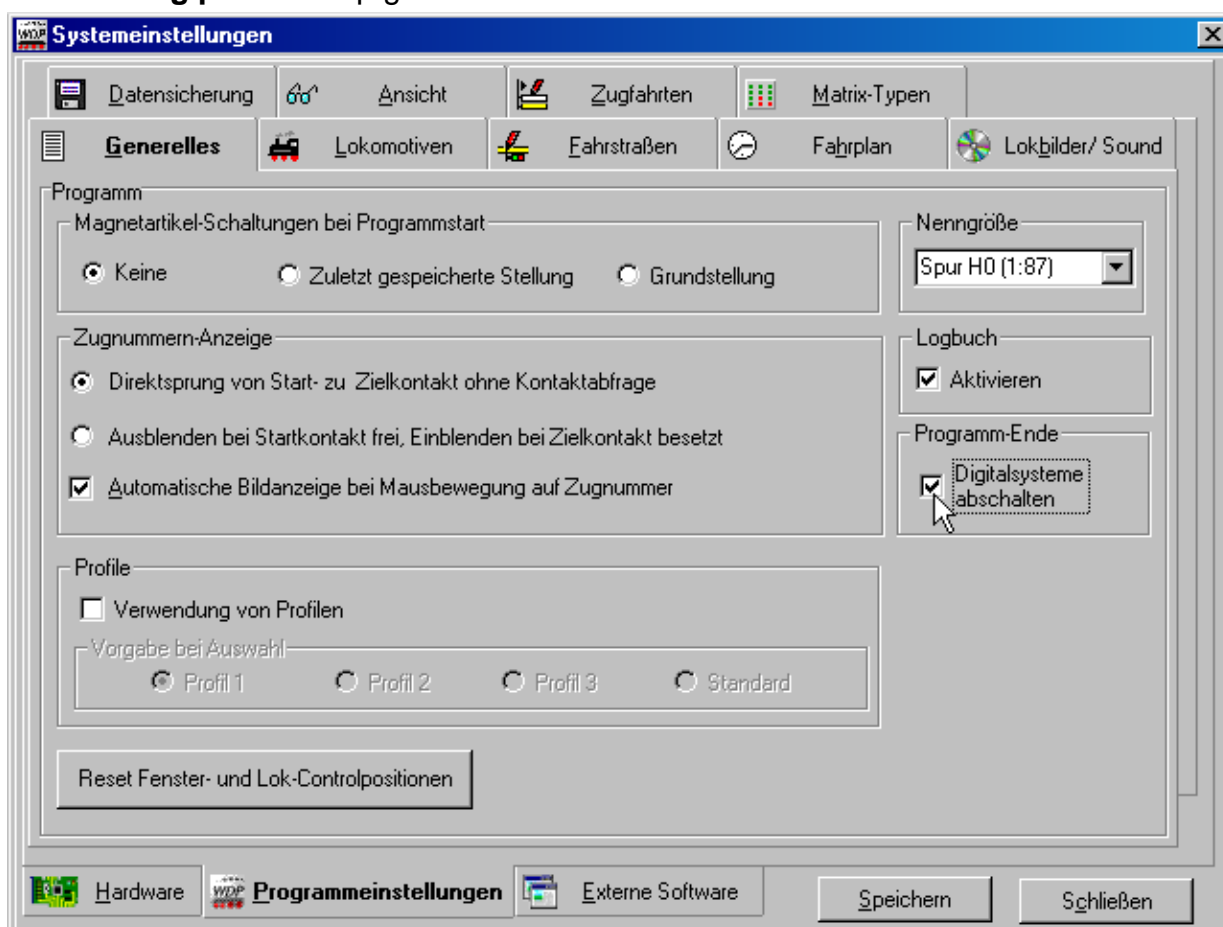 WDP Systemeinstellungen
Datensicherung Ansicht Zugfahrten Matrix-Typen
Generelles Lokomotiven Fahrstraßen Fahrplan Lokbilder/ Sound
Programm
Magnetartikel-Schaltungen bei Programmstart
Keine Zuletzt gespeicherte Stellung Grundstellung
Nenngröße
Spur H0 (1:87)
Zugnummern-Anzeige
Direktsprung von Start- zu Zielkontakt ohne Kontaktabfrage
Ausblenden bei Startkontakt frei, Einblenden bei Zielkontakt besetzt
Automatische Bildanzeige bei Mausbewegung auf Zugnummer
Logbuch
Aktivieren
Programm-Ende
Digitalsysteme
abschalten
Profile
Verwendung von Profilen
Vorgabe bei Auswahl
Profil 1 Profil 2 Profil 3 Standard
Reset Fenster- und Lok-Controlpositionen
Hardware WDP Programmeinstellungen Externe Software Speichern Schließen